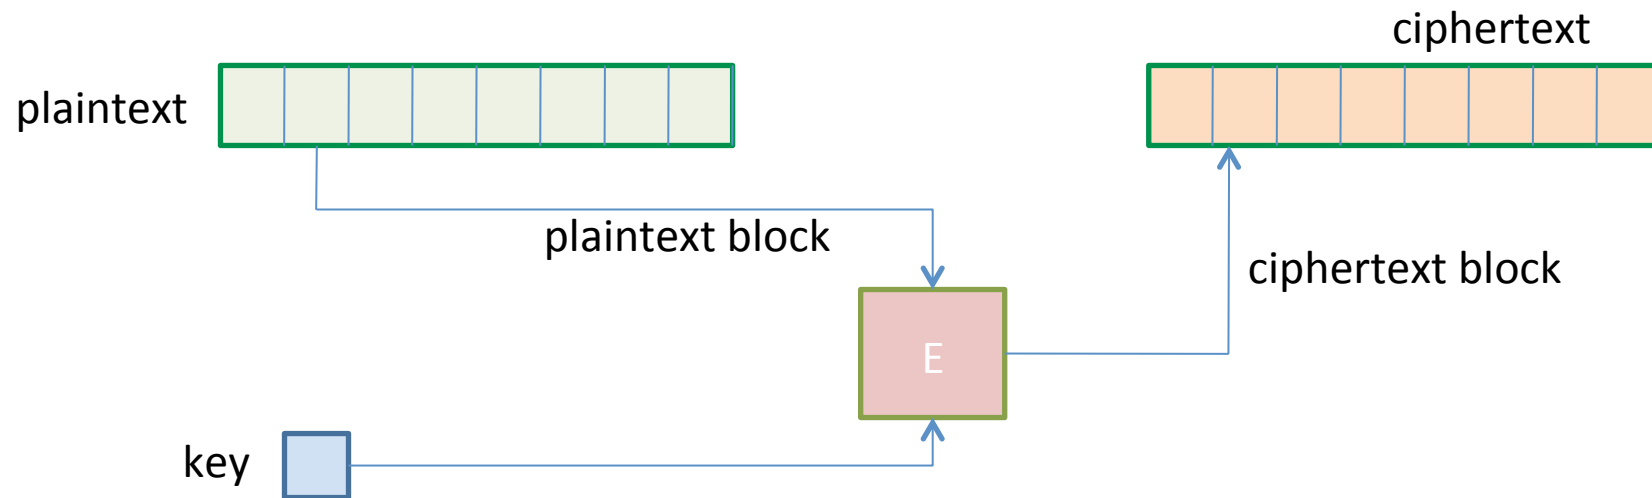 ciphertext
plaintext
plaintext block
ciphertext block
E
key